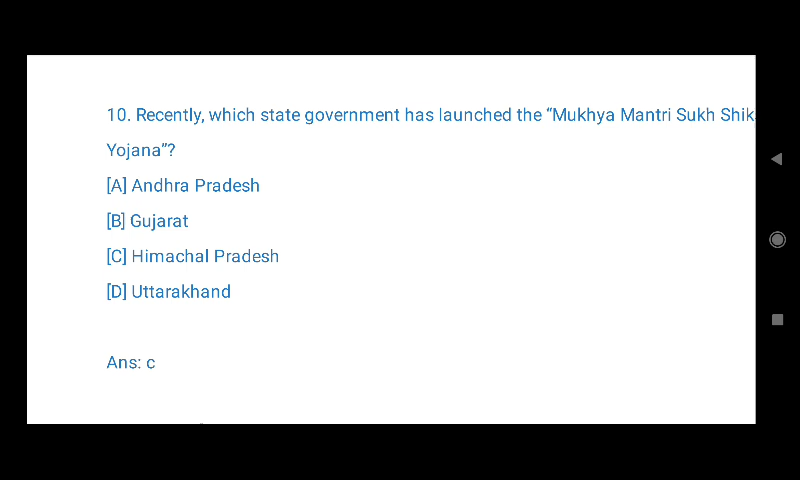 10. Recently, which state government has launched the “Mukhya Mantri Sukh Shik
Yojana”?
[A] Andhra Pradesh
[B] Gujarat
[C] Himachal Pradesh
[D] Uttarakhand
Ans: c